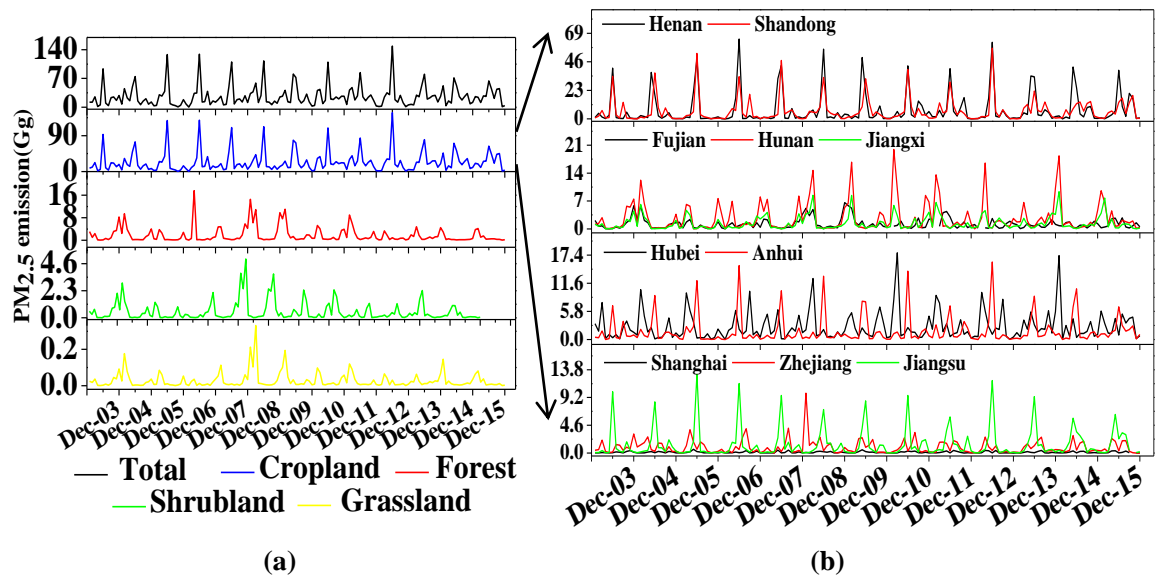 PM2.5 emission(Gg)
140
70
0
90
0
16
8
0
4.6
2.3
0.0
0.2
0.0
Dec-03 Dec-04 Dec-05 Dec-06 Dec-07 Dec-08 Dec-09 Dec-10 Dec-11 Dec-12 Dec-13 Dec-14 Dec-15
Total Cropland Forest
Shrubland Grassland
(a)
Henan Shandong
69
46
23
0
Fujian Hunan Jiangxi
21
14
7
0
Hubei Anhui
17.4
11.6
5.8
0.0
Shanghai Zhejiang Jiangsu
13.8
9.2
4.6
0.0
Dec-03 Dec-04 Dec-05 Dec-06 Dec-07 Dec-08 Dec-09 Dec-10 Dec-11 Dec-12 Dec-13 Dec-14 Dec-15
(b)